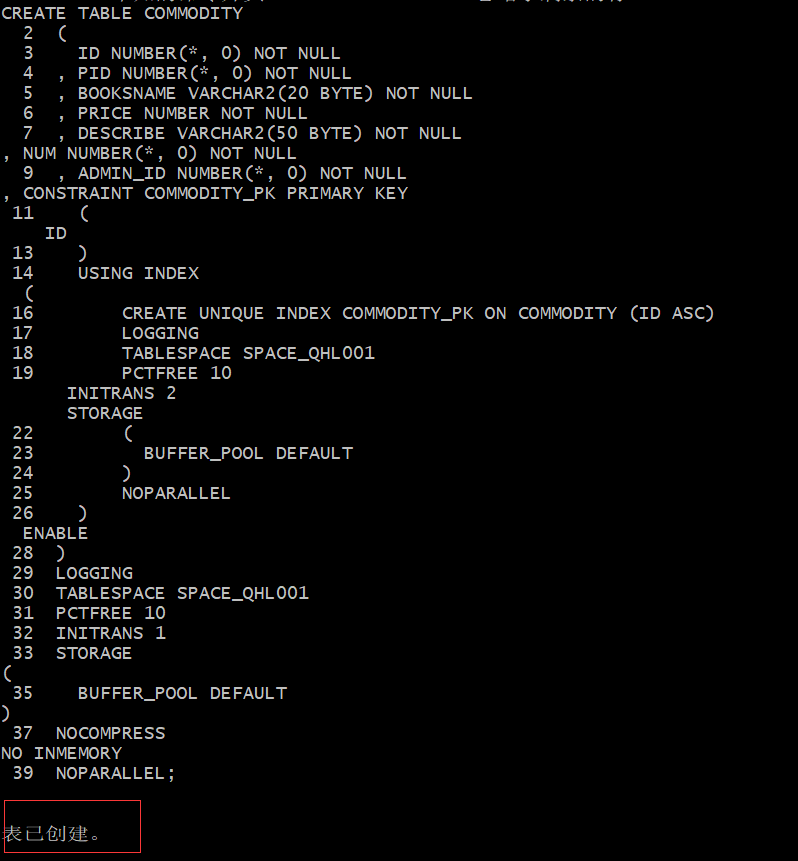 CREATE TABLE COMMODITY
2 (
3 ID NUMBER(*, 0) NOT NULL
4 , PID NUMBER(*, 0) NOT NULL
5 , BOOKSNAME VARCHAR2(20 BYTE) NOT NULL
6 , PRICE NUMBER NOT NULL
7 , DESCRIBE VARCHAR2(50 BYTE) NOT NULL
, NUM NUMBER(*, 0) NOT NULL
9 , ADMIN_ID NUMBER(*, 0) NOT NULL
, CONSTRAINT COMMODITY_PK PRIMARY KEY
11 (
ID
13 )
14 USING INDEX
(
16 CREATE UNIQUE INDEX COMMODITY_PK ON COMMODITY (ID ASC)
17 LOGGING
18 TABLESPACE SPACE_QHL001
19 PCTFREE 10
INITRANS 2
STORAGE
22 (
23 BUFFER_POOL DEFAULT
24 )
25 NOPARALLEL
26 )
ENABLE
28 )
29 LOGGING
30 TABLESPACE SPACE_QHL001
31 PCTFREE 10
32 INITRANS 1
33 STORAGE
(
35 BUFFER_POOL DEFAULT
)
37 NOCOMPRESS
NO INMEMORY
39 NOPARALLEL;
表已创建。